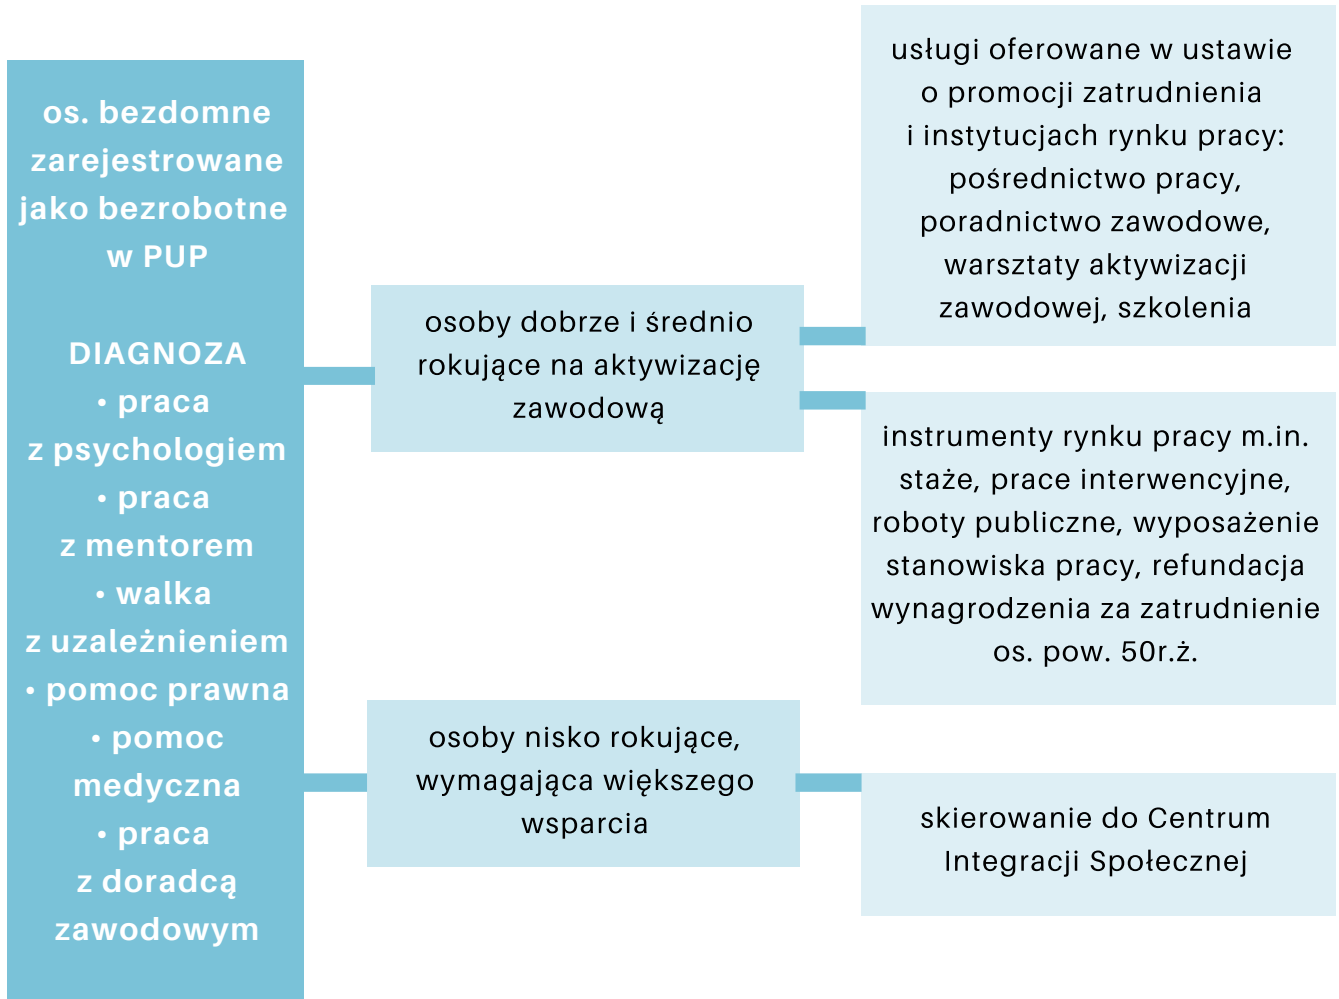 os. bezdomne
zarejestrowane
jako bezrobotne
w PUP
DIAGNOZA
• praca
z psychologiem
• praca
z mentorem
• walka
z uzależnieniem
• pomoc prawna
• pomoc
medyczna
• praca
z doradcą
zawodowym
osoby dobrze i średnio
rokujące na aktywizację
zawodową
usługi oferowane w ustawie
o promocji zatrudnienia
i instytucjach rynku pracy:
pośrednictwo pracy,
poradnictwo zawodowe,
warsztaty aktywizacji
zawodowej, szkolenia
instrumenty rynku pracy m.in.
staże, prace interwencyjne,
roboty publiczne, wyposażenie
stanowiska pracy, refundacja
wynagrodzenia za zatrudnienie
os. pow. 50r.ż.
osoby nisko rokujące,
wymagająca większego
wsparcia
skierowanie do Centrum
Integracji Społecznej